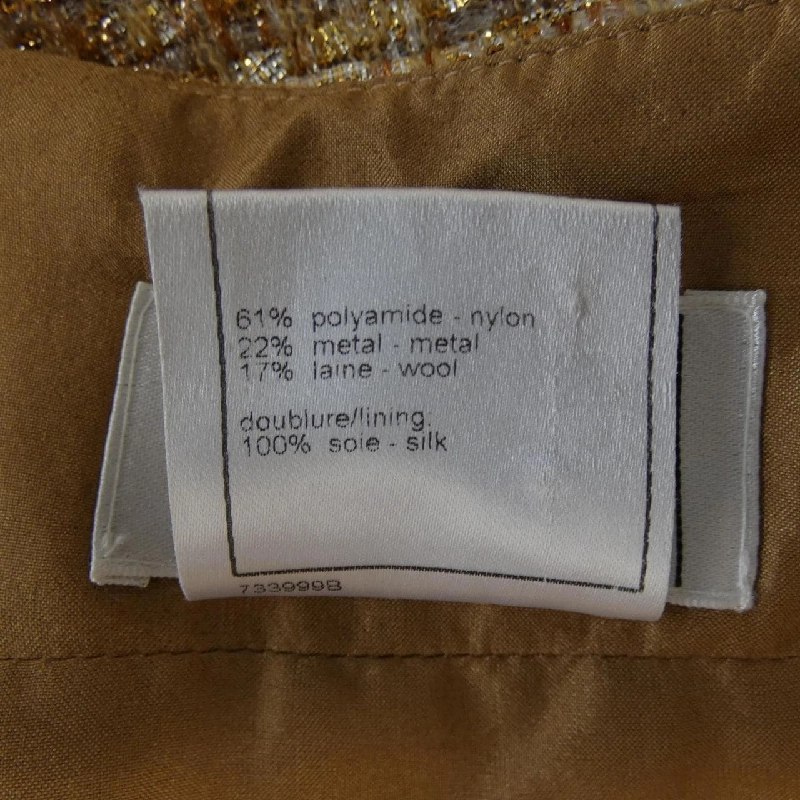 61% polyamide - nylon
22% metal - metal
17% laine - wool
doublure/lining:
100% soie - silk
7339998